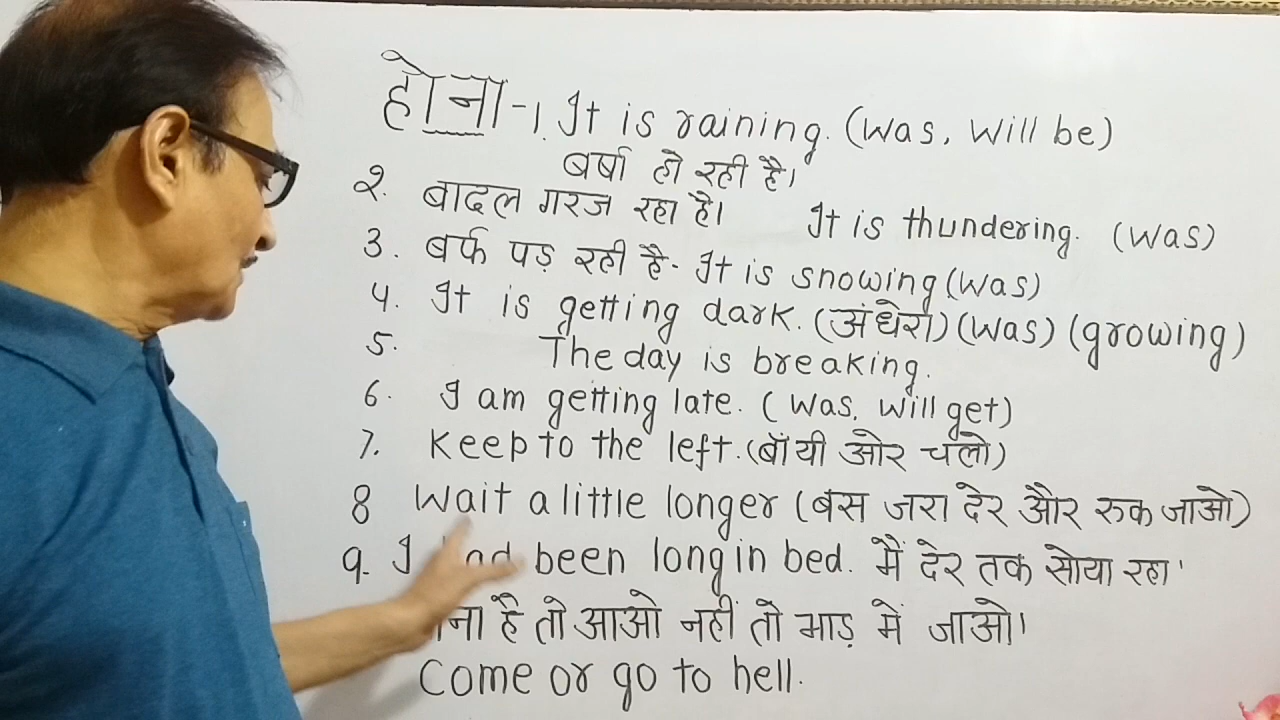 होना - 1. It is raining. (was, will be)
बर्षा हो रही है।
2. बादल गरज रहा है। It is thundering. (was)
3. बर्फ पड़ रही है - It is snowing (was)
4. It is getting dark. (अंधेरा) (was) (growing)
5. The day is breaking.
6. I am getting late. (was, will get)
7. Keep to the left. (बाँयी ओर चलो)
8 Wait a little longer (बस जरा देर और रुक जाओ)
9. I been long in bed. मैं देर तक सोया रहा।
है तो आओ नहीं तो भाड़ में जाओ।
Come or go to hell.